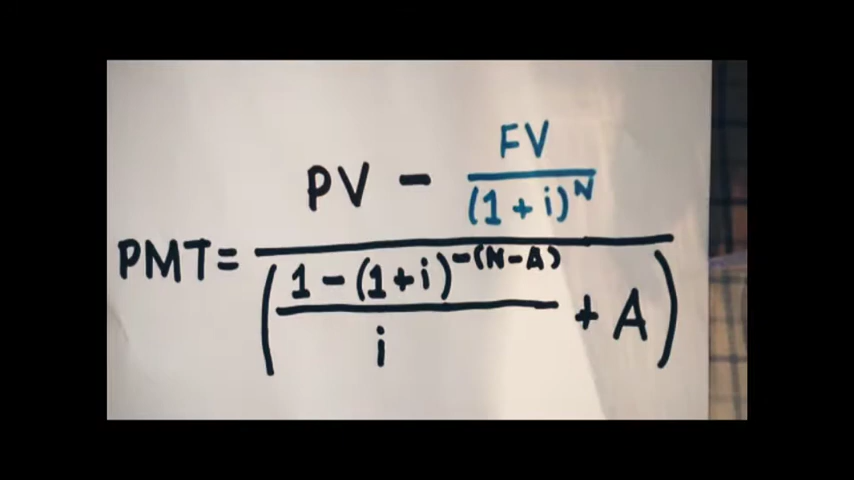 FV
PV - (1 + i)^N
PMT =
1 - (1 + i)^-(N-A)
( i + A )